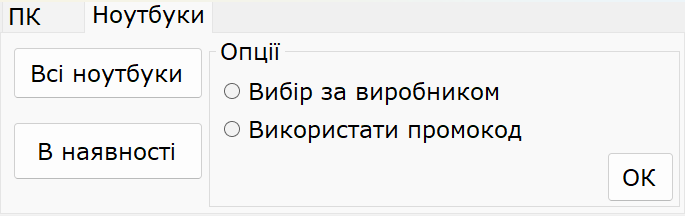 ПК
Ноутбуки
Всі ноутбуки
В наявності
Опції
Вибір за виробником
Використати промокод
ОК